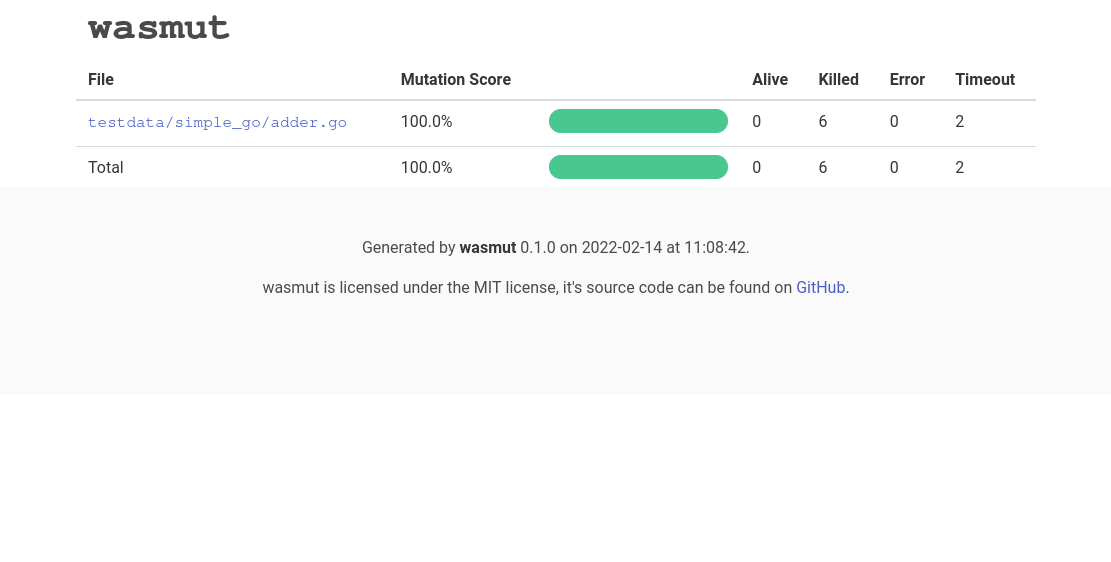 wasmut
File Mutation Score Alive Killed Error Timeout
testdata/simple_go/adder.go 100.0% 0 6 0 2
Total 100.0% 0 6 0 2
Generated by wasmut 0.1.0 on 2022-02-14 at 11:08:42.
wasmut is licensed under the MIT license, it's source code can be found on GitHub.